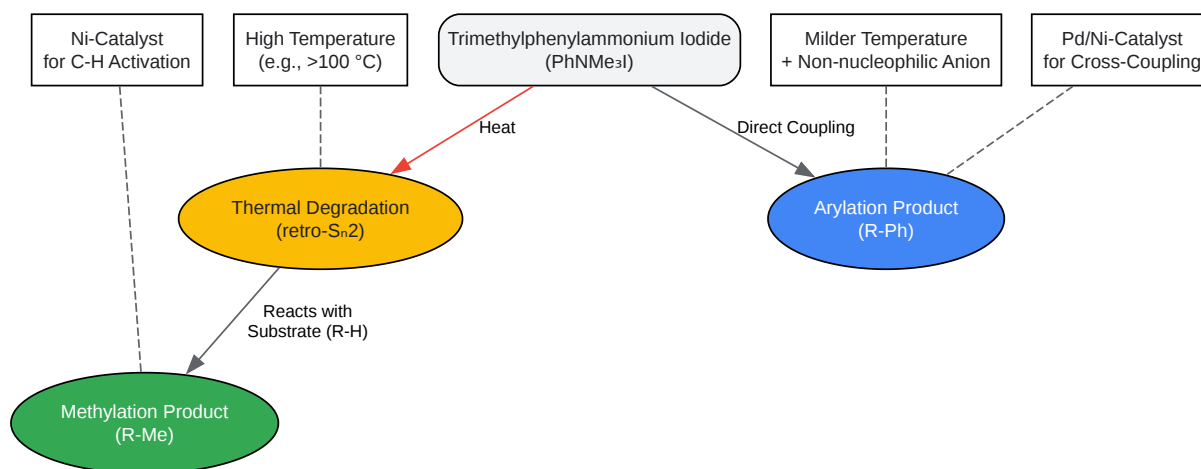 Ni-Catalyst
for C-H Activation
High Temperature
(e.g., >100 °C)
Trimethylphenylammonium Iodide
(PhNMe₃I)
Milder Temperature
+ Non-nucleophilic Anion
Pd/Ni-Catalyst
for Cross-Coupling
Heat
Direct Coupling
Thermal Degradation
(retro-Sₙ2)
Arylation Product
(R-Ph)
Reacts with
Substrate (R-H)
Methylation Product
(R-Me)